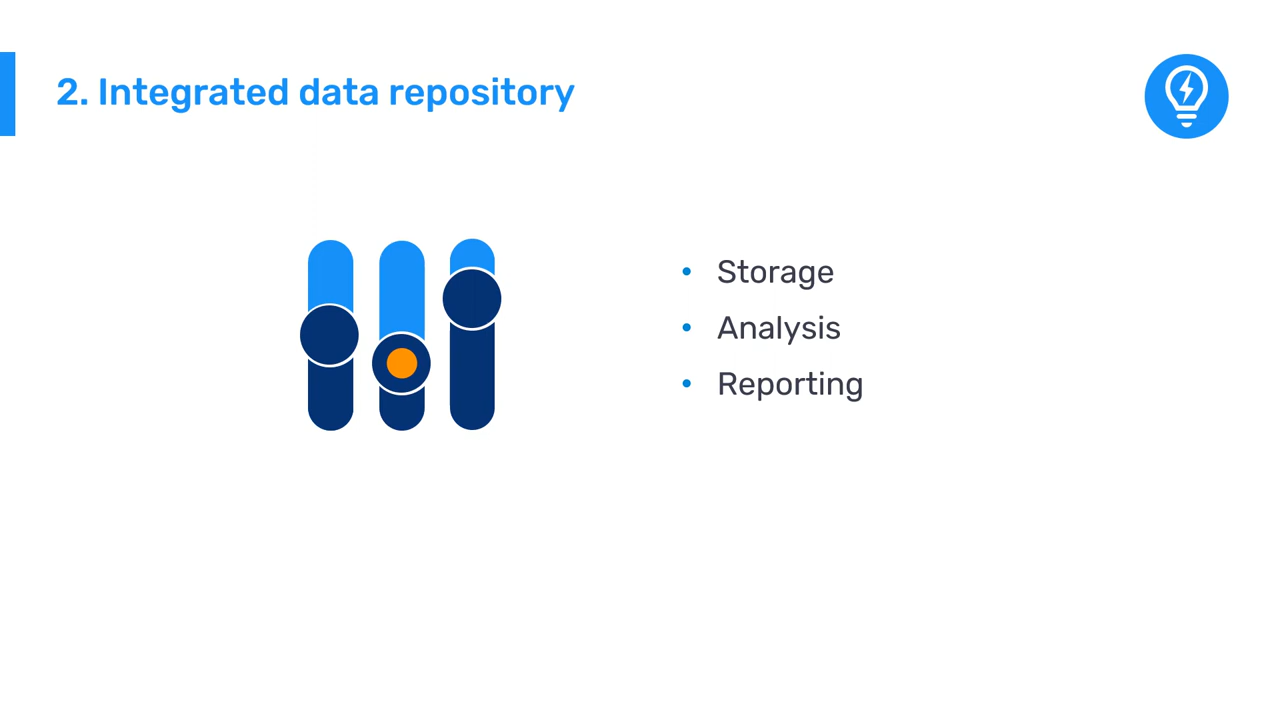 2. Integrated data repository
• Storage
• Analysis
• Reporting